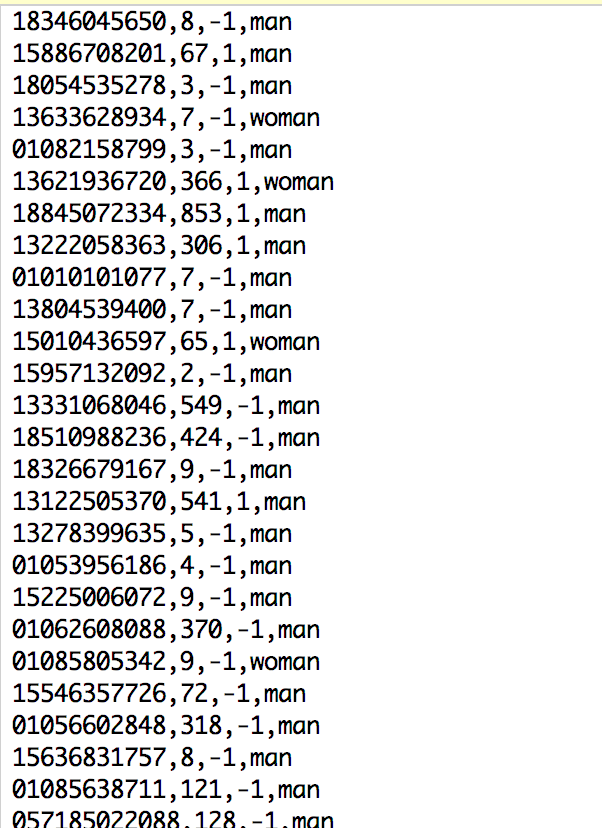 18346045650,8,-1,man
15886708201,67,1,man
18054535278,3,-1,man
13633628934,7,-1,woman
01082158799,3,-1,man
13621936720,366,1,woman
18845072334,853,1,man
13222058363,306,1,man
01010101077,7,-1,man
13804539400,7,-1,man
15010436597,65,1,woman
15957132092,2,-1,man
13331068046,549,-1,man
18510988236,424,-1,man
18326679167,9,-1,man
13122505370,541,1,man
13278399635,5,-1,man
01053956186,4,-1,man
15225006072,9,-1,man
01062608088,370,-1,man
01085805342,9,-1,woman
15546357726,72,-1,man
01056602848,318,-1,man
15636831757,8,-1,man
01085638711,121,-1,man
057185022088,128,-1,man